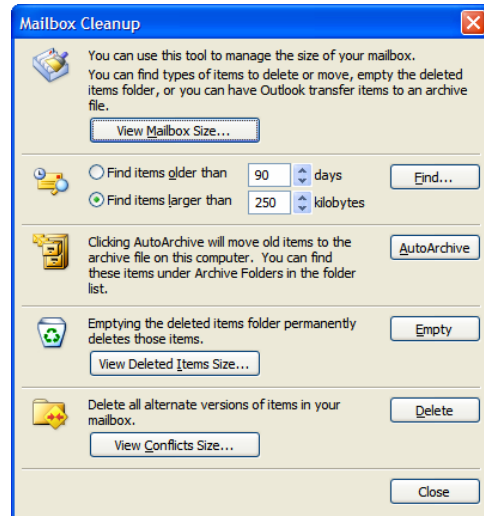 Mailbox Cleanup
You can use this tool to manage the size of your mailbox.
You can find types of items to delete or move, empty the deleted
items folder, or you can have Outlook transfer items to an archive
file.
View Mailbox Size...
Find items older than 90 days
Find...
Find items larger than 250 kilobytes
Clicking AutoArchive will move old items to the
archive file on this computer. You can find
these items under Archive Folders in the folder
list.
AutoArchive
Emptying the deleted items folder permanently
deletes those items.
Empty
View Deleted Items Size...
Delete all alternate versions of items in your
mailbox.
Delete
View Conflicts Size...
Close